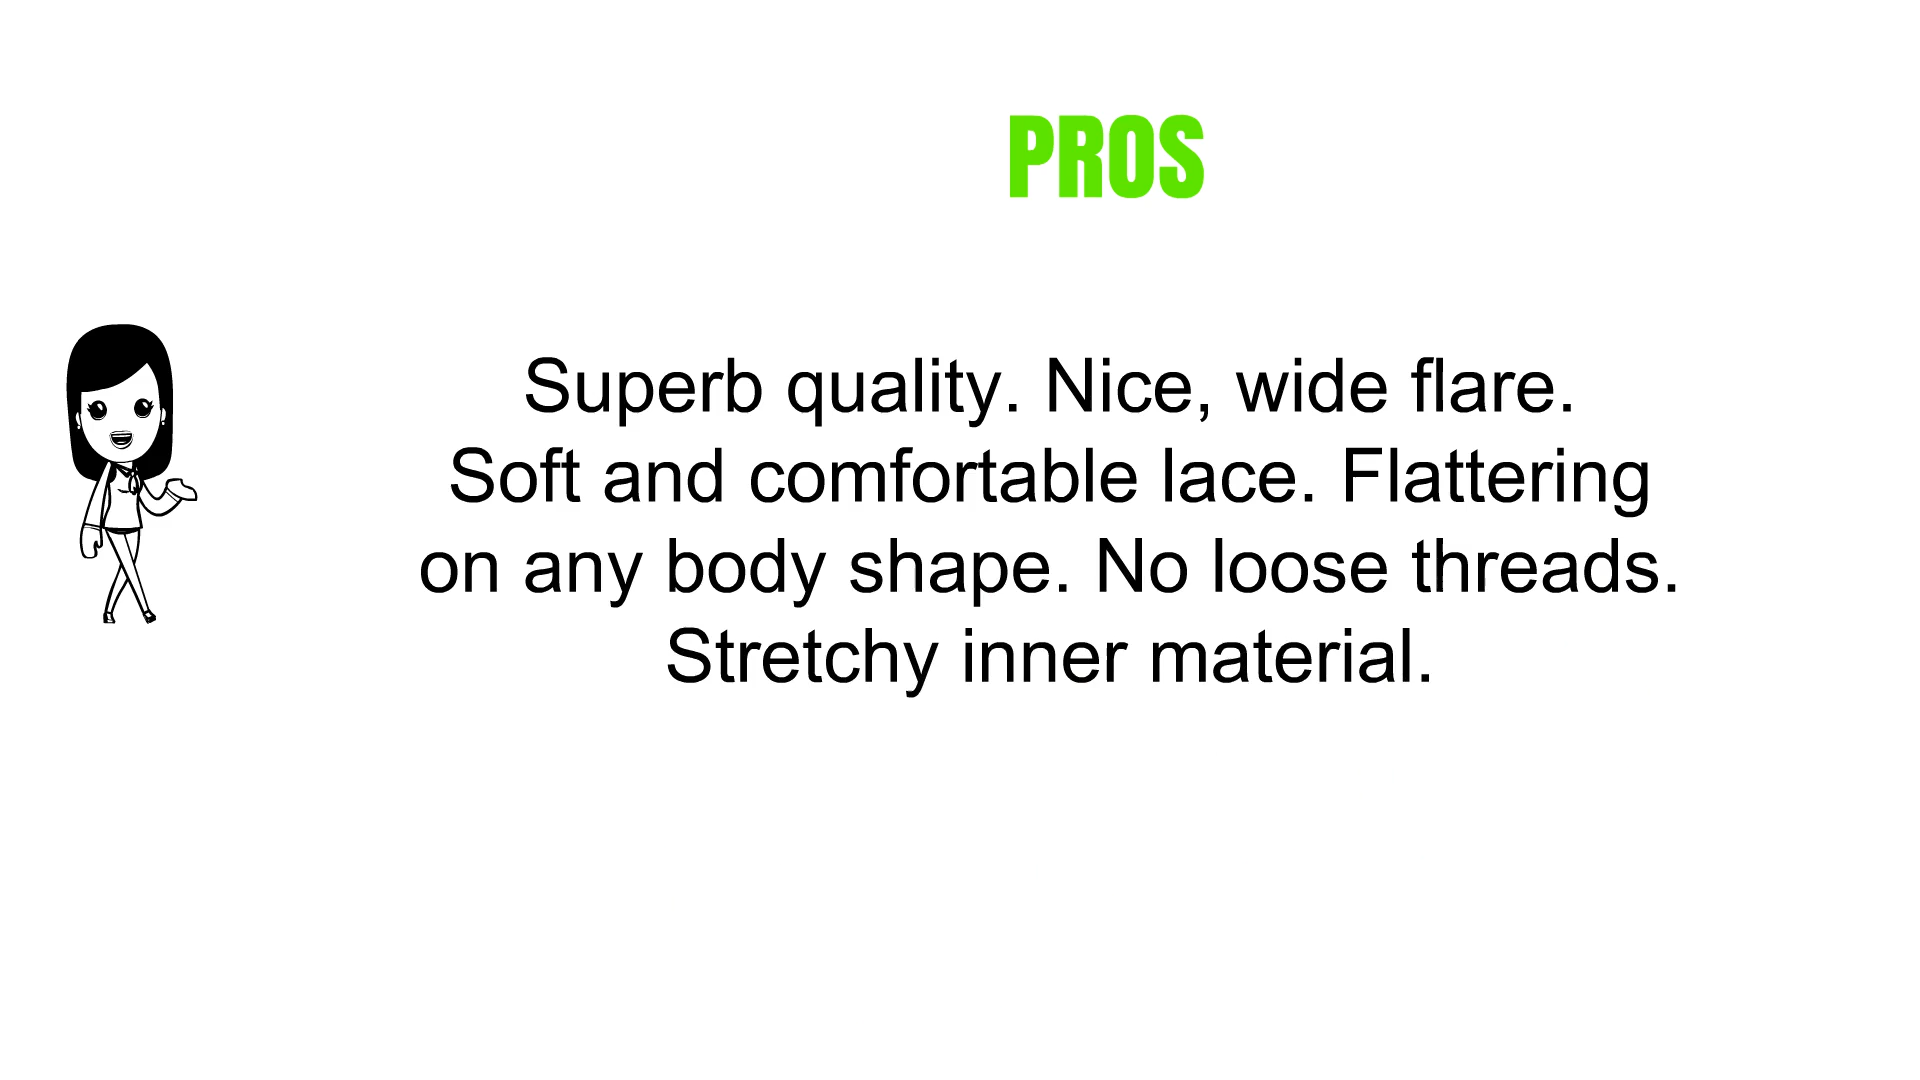 PROS
Superb quality. Nice, wide flare.
Soft and comfortable lace. Flattering
on any body shape. No loose threads.
Stretchy inner material.